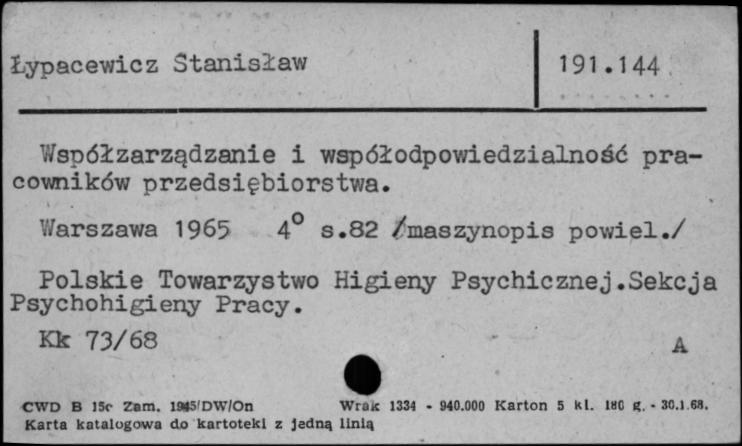 Łypacewicz Stanisław 191.144
Współzarządzanie i współodpowiedzialność pra-
cowników przedsiębiorstwa.
Warszawa 1965 4° s.82 /maszynopis powiel./
Polskie Towarzystwo Higieny Psychicznej.Sekcja
Psychohigieny Pracy.
Kk 73/68 A
CWD B 15c Zam. 1945/DW/On Wrak 1334 - 940.000 Karton 5 kl. 180 g. - 30.1.68.
Karta katalogowa do kartoteki z jedną linią